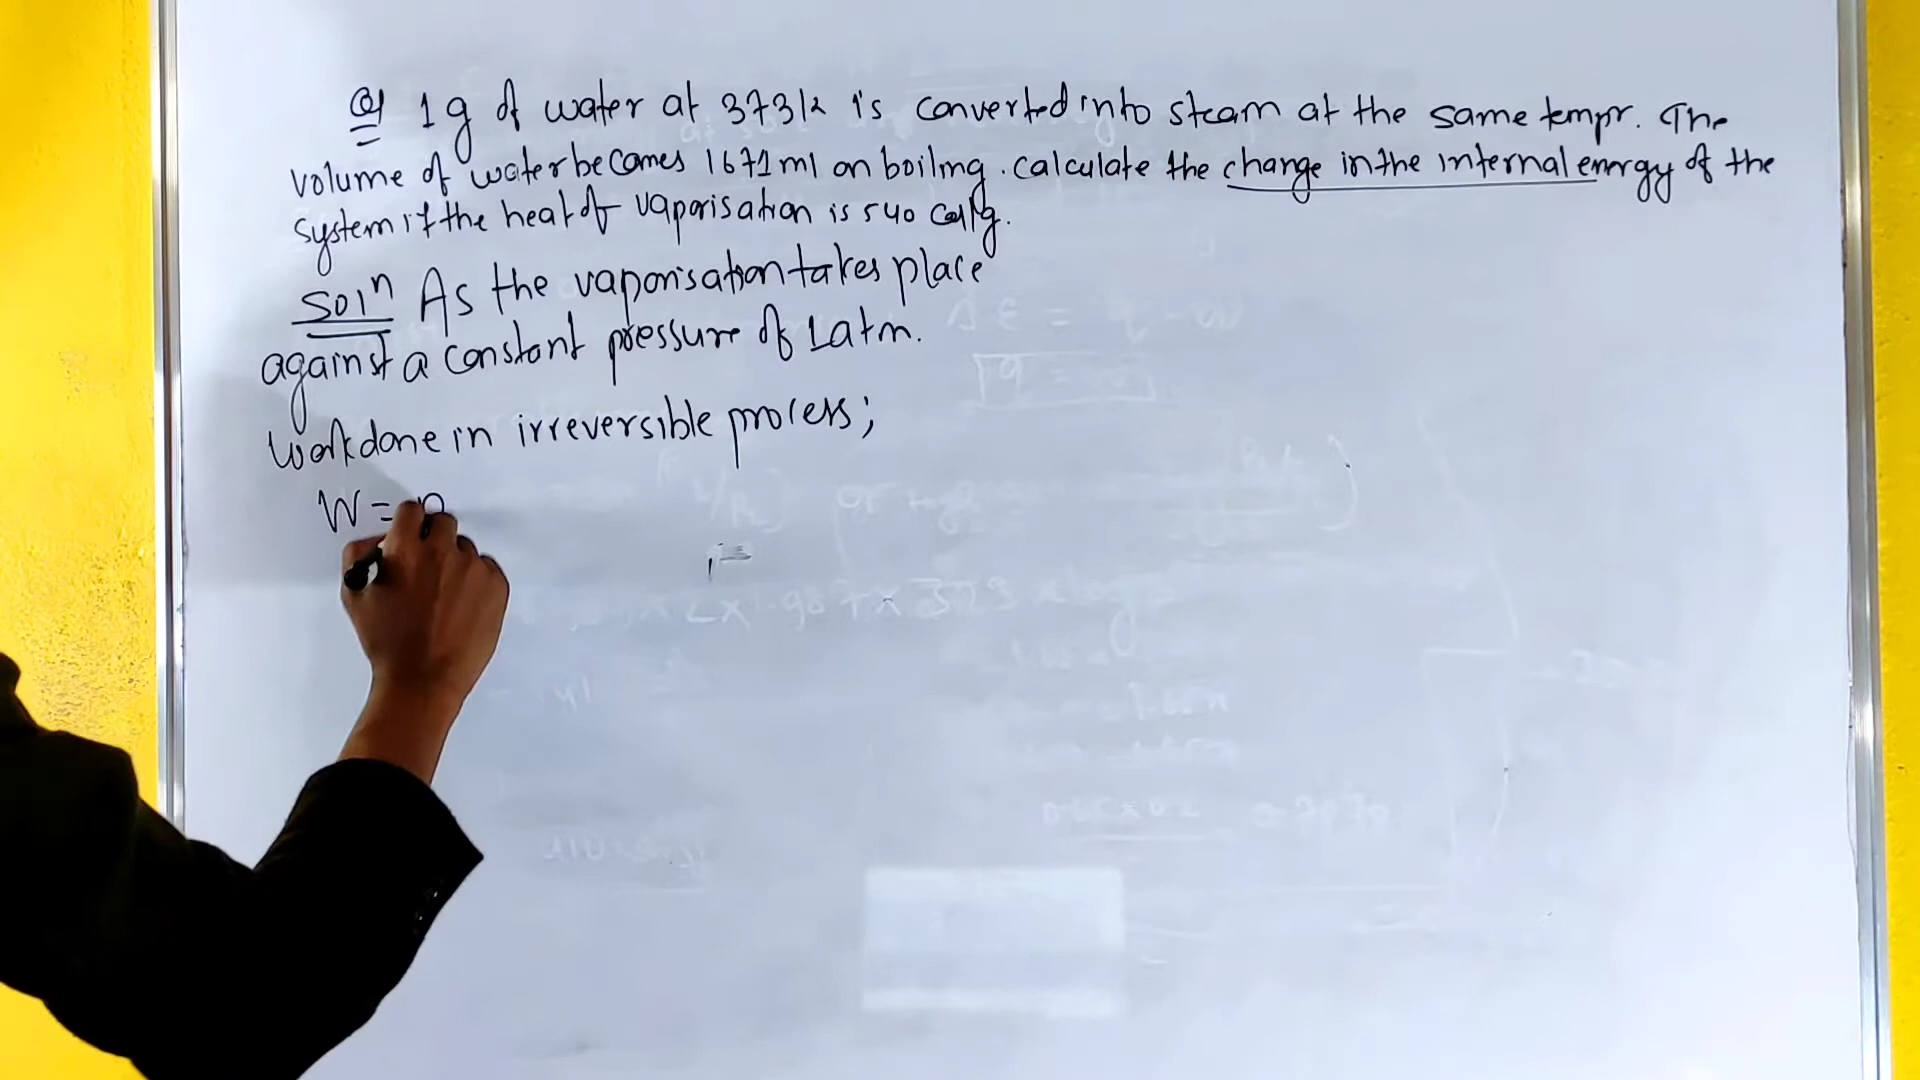 Q 1g of water at 373k is converted into steam at the same tempr. The
volume of water becomes 1671 ml on boiling. calculate the change in the internal energy of the
system if the heat of vaporisation is 540 cal/g.
Solⁿ As the vaporisation takes place
against a constant pressure of 1atm.
Work done in irreversible process;
W = P